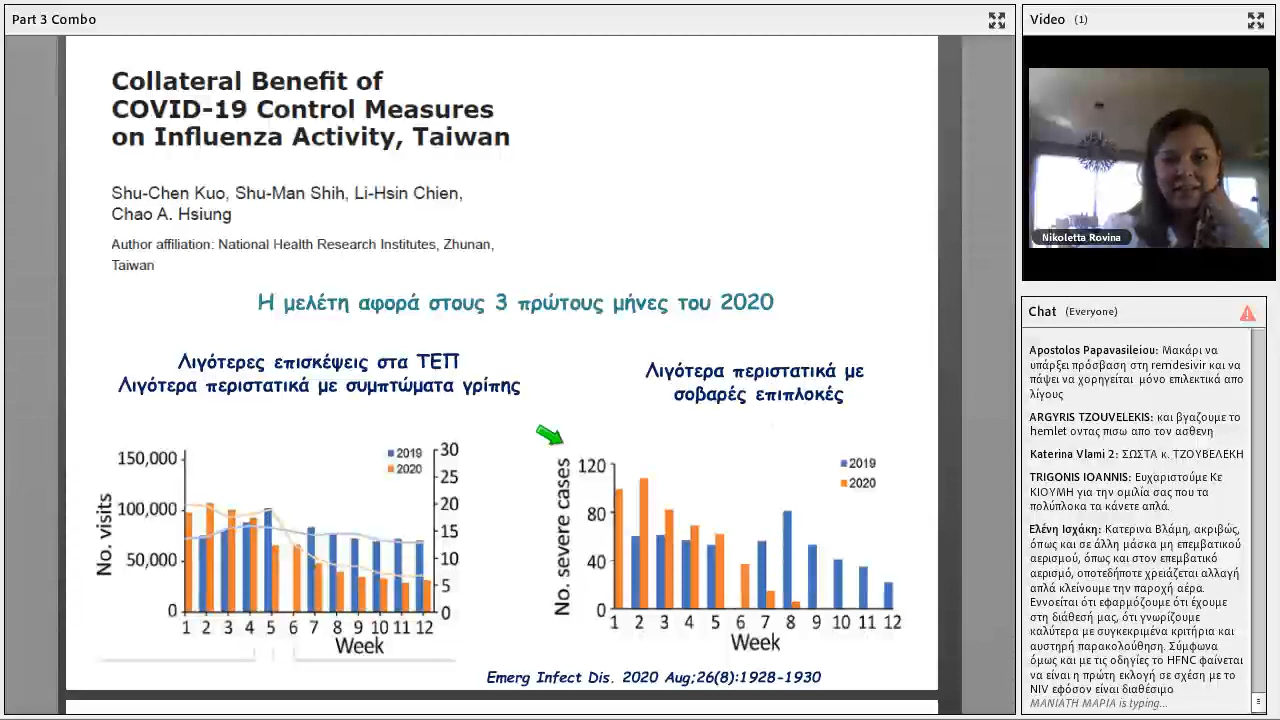 Part 3 Combo
Collateral Benefit of
COVID-19 Control Measures
on Influenza Activity, Taiwan
Shu-Chen Kuo, Shu-Man Shih, Li-Hsin Chien,
Chao A. Hsiung
Author affiliation: National Health Research Institutes, Zhunan,
Taiwan
Η μελέτη αφορά στους 3 πρώτους μήνες του 2020
Λιγότερες επισκέψεις στα ΤΕΠ
Λιγότερα περιστατικά με συμπτώματα γρίπης
150,000
100,000
50,000
0
No. visits
2019
2020
30
25
20
15
10
5
0
1 2 3 4 5 6 7 8 9 10 11 12
Week
Λιγότερα περιστατικά με
σοβαρές επιπλοκές
120
80
40
0
No. severe cases
2019
2020
1 2 3 4 5 6 7 8 9 10 11 12
Week
Emerg Infect Dis. 2020 Aug;26(8):1928-1930
Video (1)
Nikoletta Rovina
Chat (Everyone)
Apostolos Papavasileiou: Μακάρι να
υπάρξει πρόσβαση στη remdesivir και να
πάψει να χορηγείται μόνο επιλεκτικά απο
λίγους
ARGYRIS TZOUVELEKIS: και βγαζουμε το
hemlet οντας πισω απο τον ασθενη
Katerina Vlami 2: ΣΩΣΤΑ κ. ΤΖΟΥΒΕΛΕΚΗ
TRIGONIS IOANNIS: Ευχαριστούμε Κε
ΚΙΟΥΜΗ για την ομιλία σας που τα
πολύπλοκα τα κάνετε απλά.
Ελένη Ισχάκη: Κατερινα Βλάμη, ακριβώς,
όπως και σε άλλη μάσκα μη επεμβατικού
αερισμού, όπως και στον επεμβατικό
αερισμό, οποτεδήποτε χρειάζεται αλλαγή
απλά κλείνουμε την παροχή αέρα.
Εννοείται ότι εφαρμόζουμε ότι έχουμε
στη διάθεσή μας, ότι γνωρίζουμε
καλύτερα με συγκεκριμένα κριτήρια και
αυστηρή παρακολούθηση. Σύμφωνα
όμως και με τις οδηγίες το HFNC φαίνεται
να είναι η πρώτη εκλογή σε σχέση με το
NIV εφόσον είναι διαθέσιμο
ΜΑΝΙΑΤΗ ΜΑΡΙΑ is typing...